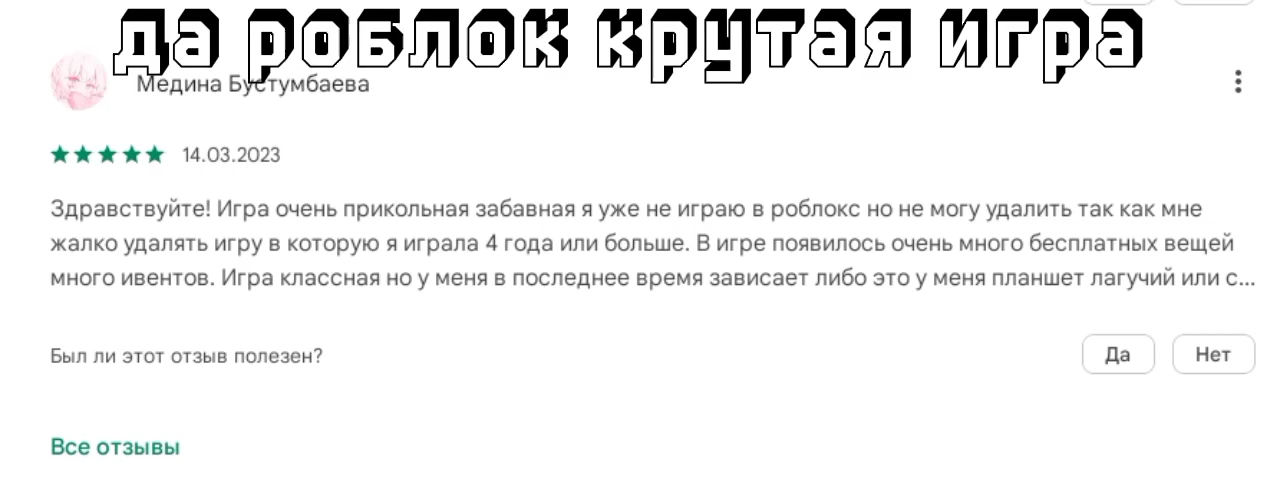 да роблок крутая игра
Медина Бустумбаева
14.03.2023
Здравствуйте! Игра очень прикольная забавная я уже не играю в роблокс но не могу удалить так как мне
жалко удалять игру в которую я играла 4 года или больше. В игре появилось очень много бесплатных вещей
много ивентов. Игра классная но у меня в последнее время зависает либо это у меня планшет лагучий или с...
Был ли этот отзыв полезен?
Да
Нет
Все отзывы